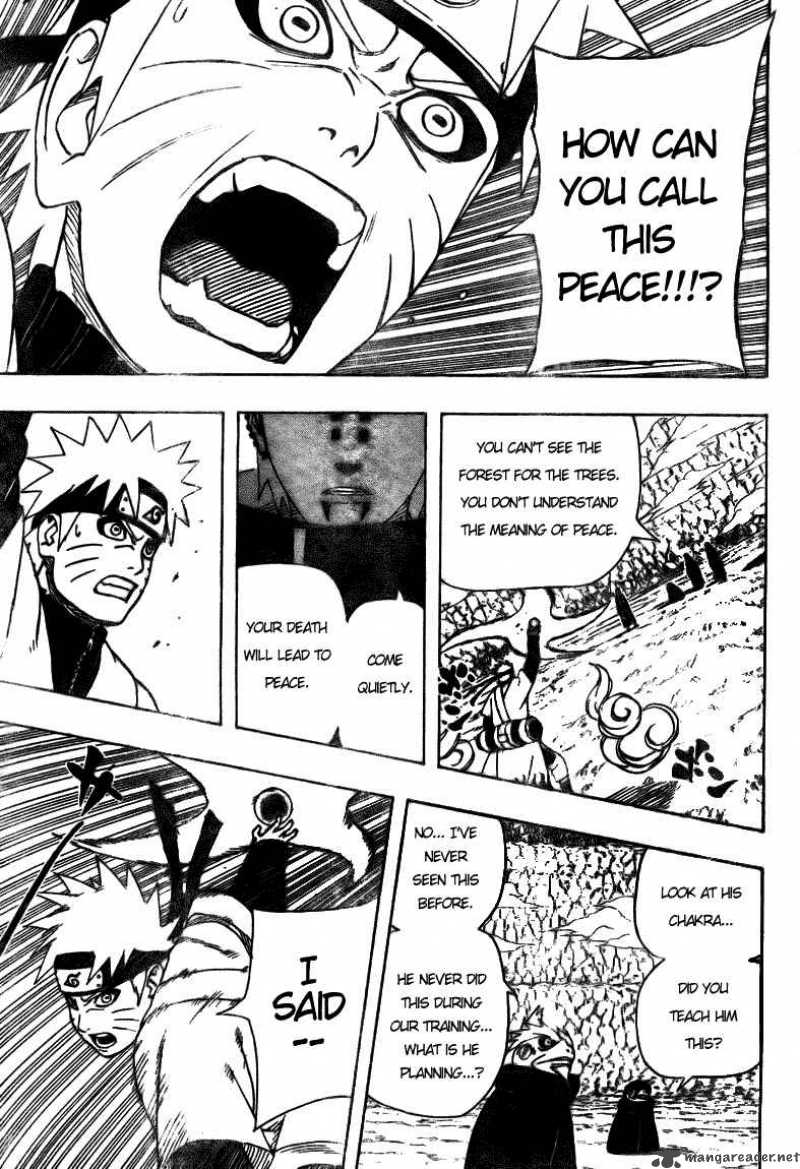 HOW CAN
YOU CALL
THIS
PEACE!!!?
YOU CAN'T SEE THE
FOREST FOR THE TREES.
YOU DON'T UNDERSTAND
THE MEANING OF PEACE.
COME
QUIETLY.
YOUR DEATH
WILL LEAD TO
PEACE.
LOOK AT HIS
CHAKRA...
DID YOU
TEACH HIM
THIS?
NO... I'VE
NEVER
SEEN THIS
BEFORE.
HE NEVER DID
THIS DURING
OUR TRAINING...
WHAT IS HE
PLANNING...?
I
SAID
--
mangareager.net